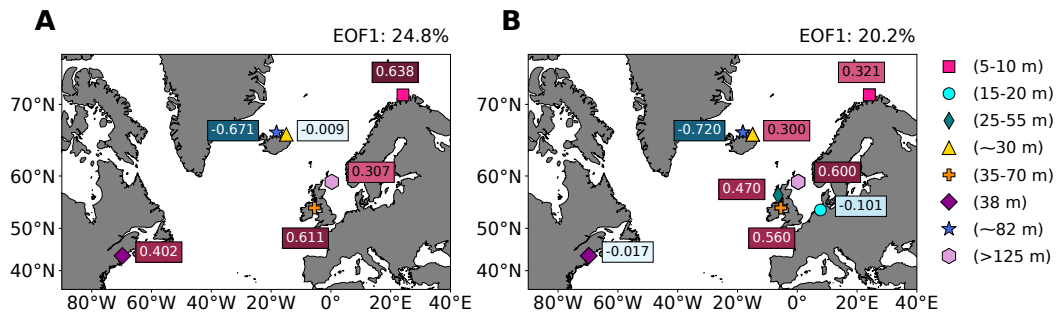 A
EOF1: 24.8%
0.638
-0.671
-0.009
0.307
0.611
0.402
70°N
60°N
50°N
40°N
80°W
60°W
40°W
20°W
0°
20°E
40°E
B
EOF1: 20.2%
0.321
-0.720
0.300
0.600
0.470
-0.101
0.560
-0.017
70°N
60°N
50°N
40°N
80°W
60°W
40°W
20°W
0°
20°E
40°E
(5-10 m)
(15-20 m)
(25-55 m)
(~30 m)
(35-70 m)
(38 m)
(~82 m)
(>125 m)